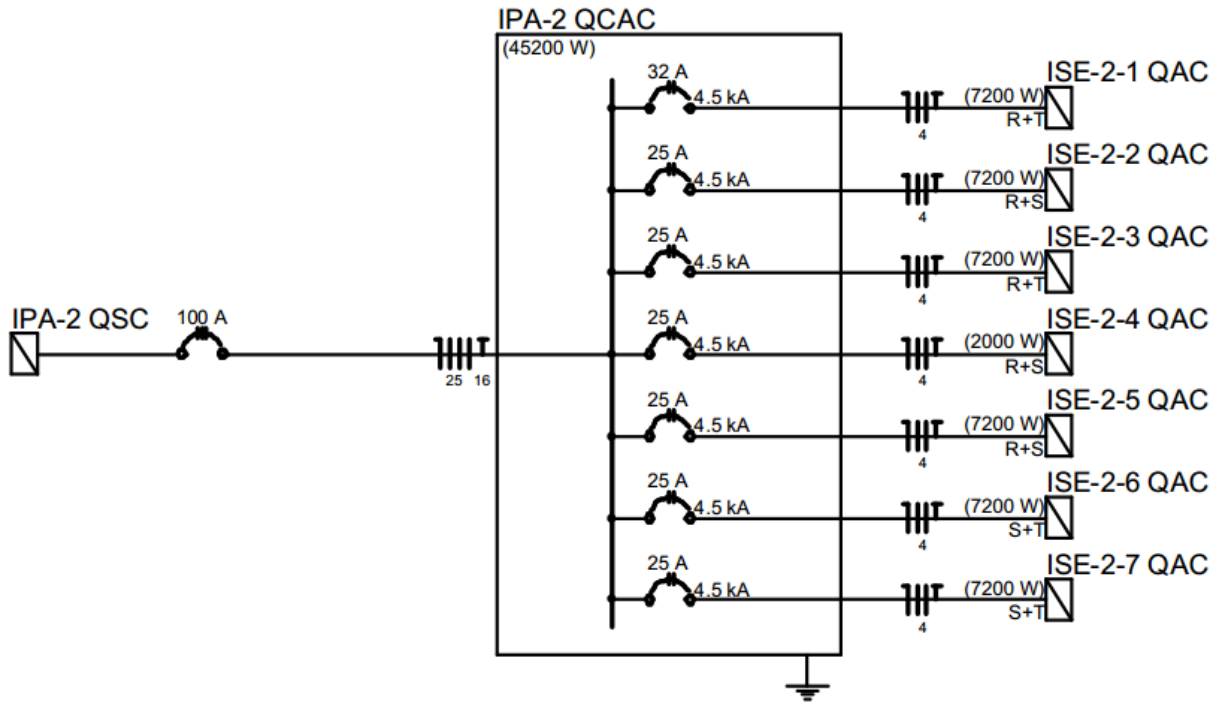 IPA-2 QCAC
(45200 W)
32 A
4.5 kA
4
(7200 W)
R+T
ISE-2-1 QAC
25 A
4.5 kA
4
(7200 W)
R+S
ISE-2-2 QAC
25 A
4.5 kA
4
(7200 W)
R+T
ISE-2-3 QAC
IPA-2 QSC
100 A
25 16
25 A
4.5 kA
4
(2000 W)
R+S
ISE-2-4 QAC
25 A
4.5 kA
4
(7200 W)
R+S
ISE-2-5 QAC
25 A
4.5 kA
4
(7200 W)
S+T
ISE-2-6 QAC
25 A
4.5 kA
4
(7200 W)
S+T
ISE-2-7 QAC